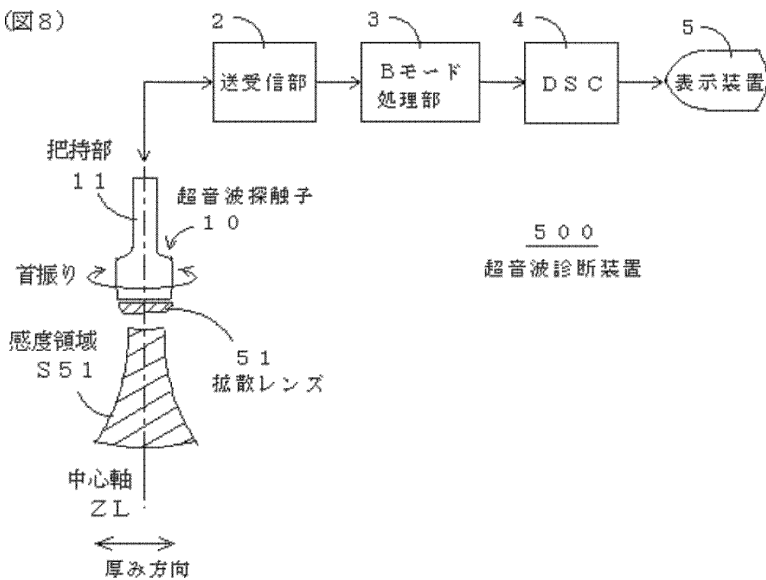 (図8)
2
3
4
5
送受信部
Bモード
処理部
DSC
表示装置
把持部
11
超音波探触子
10
500
超音波診断装置
首振り
感度領域
S51
51
拡散レンズ
中心軸
ZL
厚み方向